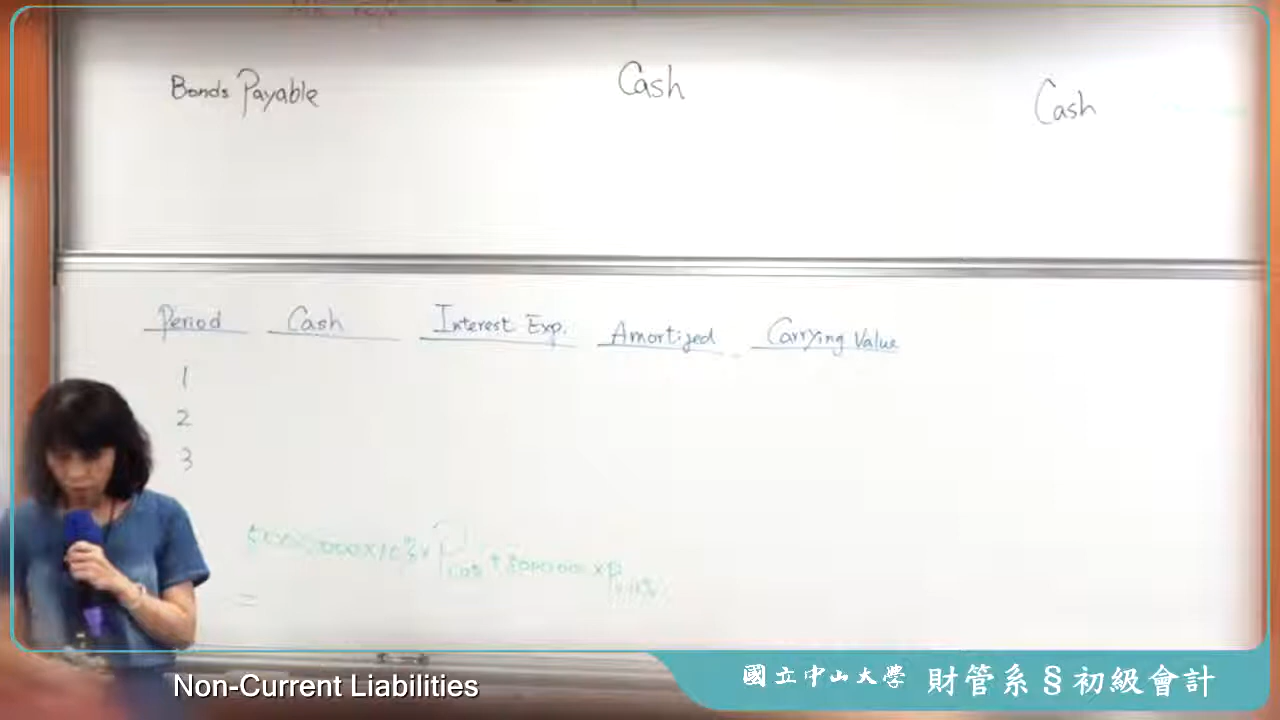 Bonds Payable
Cash
Cash
Period Cash Interest Exp. Amortized Carrying Value
1
2
3
=
Non-Current Liabilities
國立中山大學 財管系§初級會計